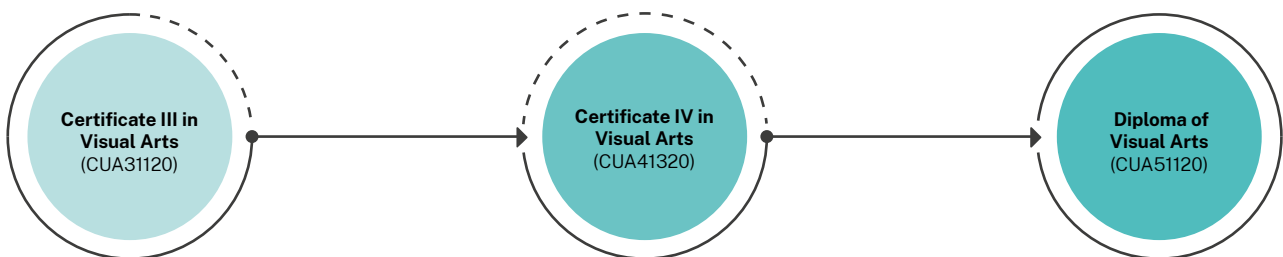 Certificate III in
Visual Arts
(CUA31120)
Certificate IV in
Visual Arts
(CUA41320)
Diploma of
Visual Arts
(CUA51120)